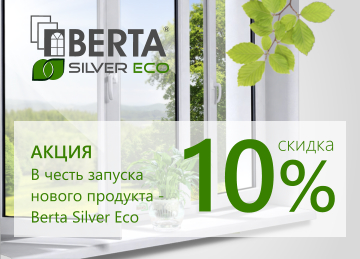 BERTA®
SILVER ECO
АКЦИЯ
В честь запуска
нового продукта -
Berta Silver Eco
скидка
10%